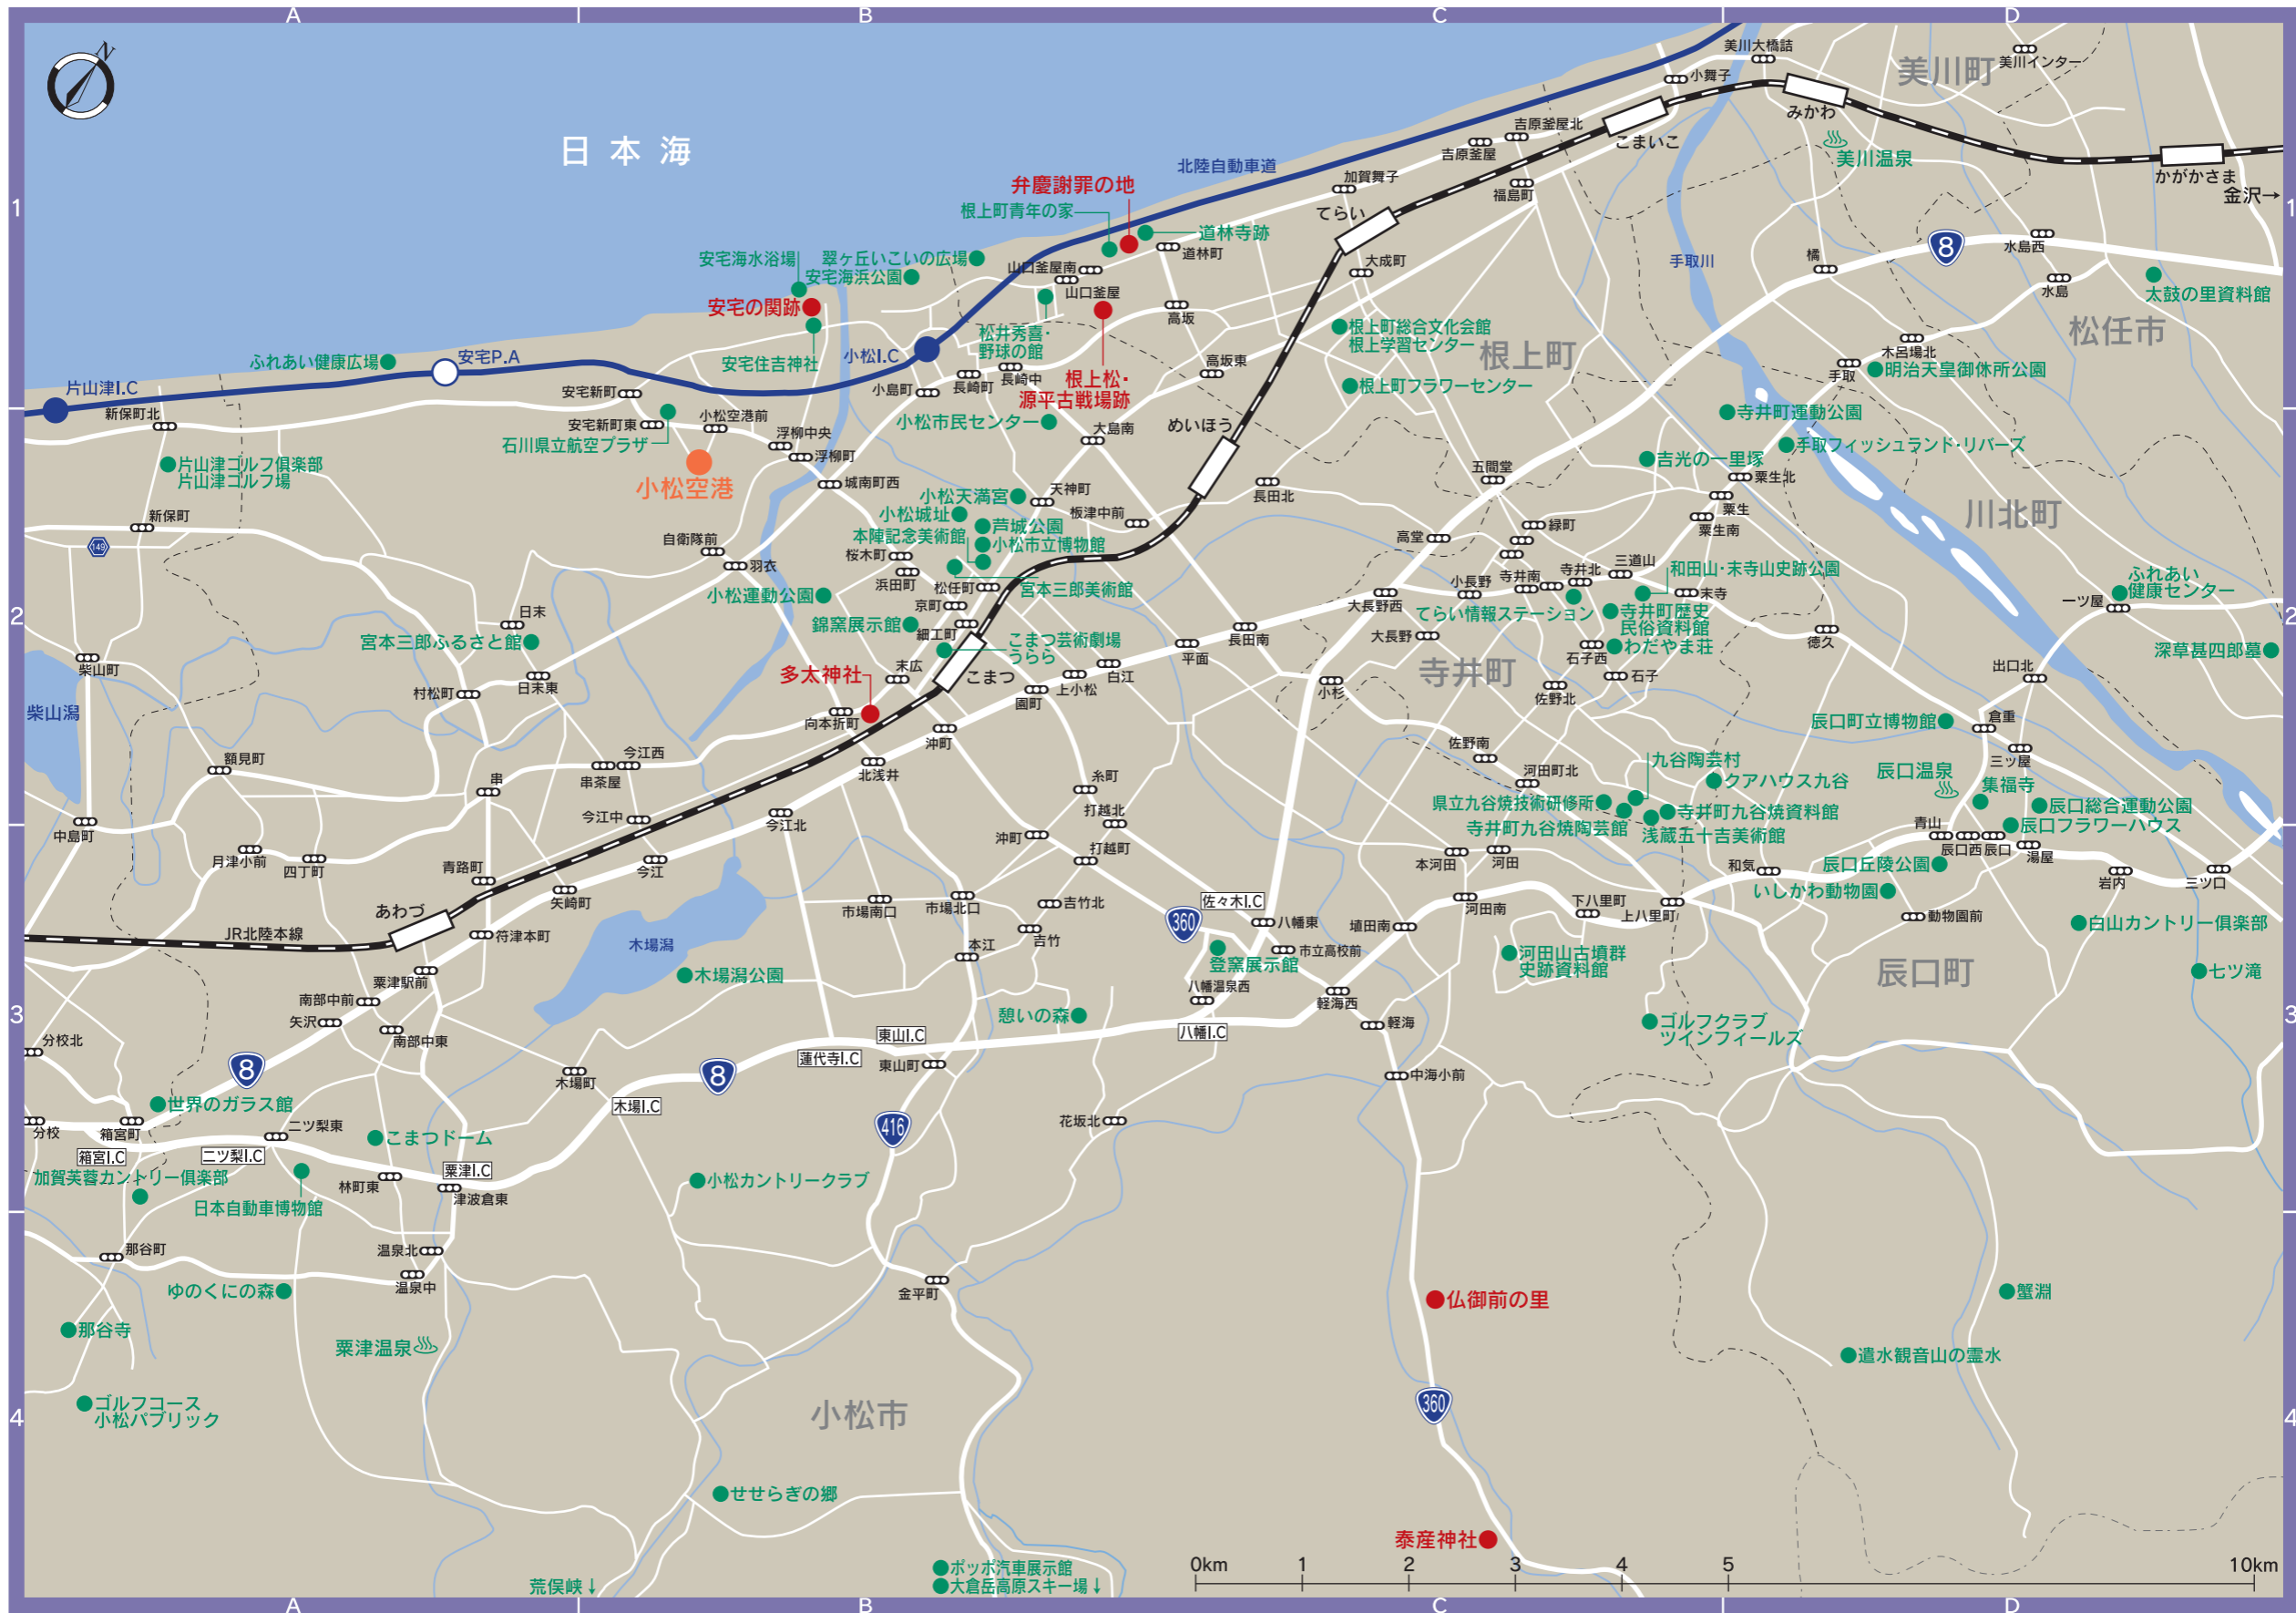 A
B
C
D
N
日本海
美川大橋詰
小舞子
美川町
美川インター
みかわ
美川温泉
かがかさま
金沢→
こまいこ
吉原釜屋北
吉原釜屋
福島町
加賀舞子
てらい
北陸自動車道
弁慶謝罪の地
根上町青年の家
道林寺跡
道林町
1
1
8
水島西
水島
橘
手取川
太鼓の里資料館
松任市
大成町
安宅海水浴場
翠ヶ丘いこいの広場
安宅海浜公園
山口釜屋南
山口釜屋
安宅の関跡
高坂
安宅住吉神社
小松I.C
松井秀喜・
野球の館
根上町総合文化会館
根上学習センター
根上町
高坂東
根上町フラワーセンター
木呂場北
手取
明治天皇御休所公園
ふれあい健康広場
安宅P.A
片山津I.C
新保町北
安宅新町
安宅新町東
小松空港前
石川県立航空プラザ
小松空港
浮柳中央
浮柳町
城南町西
小島町
長崎町
長崎中
根上松・
源平古戦場跡
小松市民センター
大島南
めいほう
寺井町運動公園
手取フィッシュランド・リバーズ
吉光の一里塚
片山津ゴルフ倶楽部
片山津ゴルフ場
新保町
149
自衛隊前
羽衣
小松天満宮
天神町
小松城址
芦城公園
本陣記念美術館
小松市立博物館
板津中前
長田北
五間堂
粟生北
粟生
粟生南
川北町
緑町
高堂
桜木町
浜田町
松任町
宮本三郎美術館
京町
小松運動公園
錦窯展示館
細工町
こまつ芸術劇場
うらら
こまつ
2
2
日末
宮本三郎ふるさと館
日末東
村松町
柴山町
柴山潟
多太神社
末広
向本折町
園町
上小松
白江
平面
長田南
大長野西
小長野
寺井南
寺井北
三道山
和田山・末寺山史跡公園
末寺
てらい情報ステーション
寺井町歴史
民俗資料館
わだやま荘
大長野
石子西
石子
寺井町
佐野北
小杉
徳久
一ツ屋
ふれあい
健康センター
深草甚四郎墓
出口北
辰口町立博物館
倉重
三ツ屋
辰口温泉
集福寺
辰口総合運動公園
辰口フラワーハウス
佐野南
河田町北
九谷陶芸村
クアハウス九谷
県立九谷焼技術研修所
寺井町九谷焼資料館
寺井町九谷焼陶芸館
浅蔵五十吉美術館
額見町
串
串茶屋
今江西
今江中
今江北
今江
沖町
北浅井
糸町
打越北
沖町
打越町
中島町
月津小前
四丁町
青路町
矢崎町
あわづ
JR北陸本線
符津本町
粟津駅前
南部中前
矢沢
南部中東
木場潟
木場潟公園
市場南口
市場北口
吉竹北
吉竹
本江
佐々木I.C
360
八幡東
登窯展示館
市立高校前
八幡温泉西
本河田
河田
河田南
埴田南
下八里町
上八里町
和気
河田山古墳群
史跡資料館
青山
辰口西
辰口
湯屋
岩内
三ツ口
辰口丘陵公園
いしかわ動物園
動物園前
白山カントリー倶楽部
辰口町
七ツ滝
3
3
分校北
8
世界のガラス館
分校
箱宮町
箱宮I.C
二ツ梨東
二ツ梨I.C
こまつドーム
林町東
粟津I.C
津波倉東
加賀芙蓉カントリー倶楽部
日本自動車博物館
木場町
木場I.C
8
蓮代寺I.C
東山I.C
東山町
416
憩いの森
八幡I.C
軽海西
軽海
中海小前
ゴルフクラブ
ツインフィールズ
花坂北
小松カントリークラブ
那谷町
温泉北
温泉中
ゆのくにの森
那谷寺
粟津温泉
ゴルフコース
小松パブリック
金平町
小松市
仏御前の里
360
蟹淵
遣水観音山の霊水
4
4
せせらぎの郷
泰産神社
荒俣峡↓
ポッポ汽車展示館
大倉岳高原スキー場↓
0km
1
2
3
4
5
10km
A
B
C
D